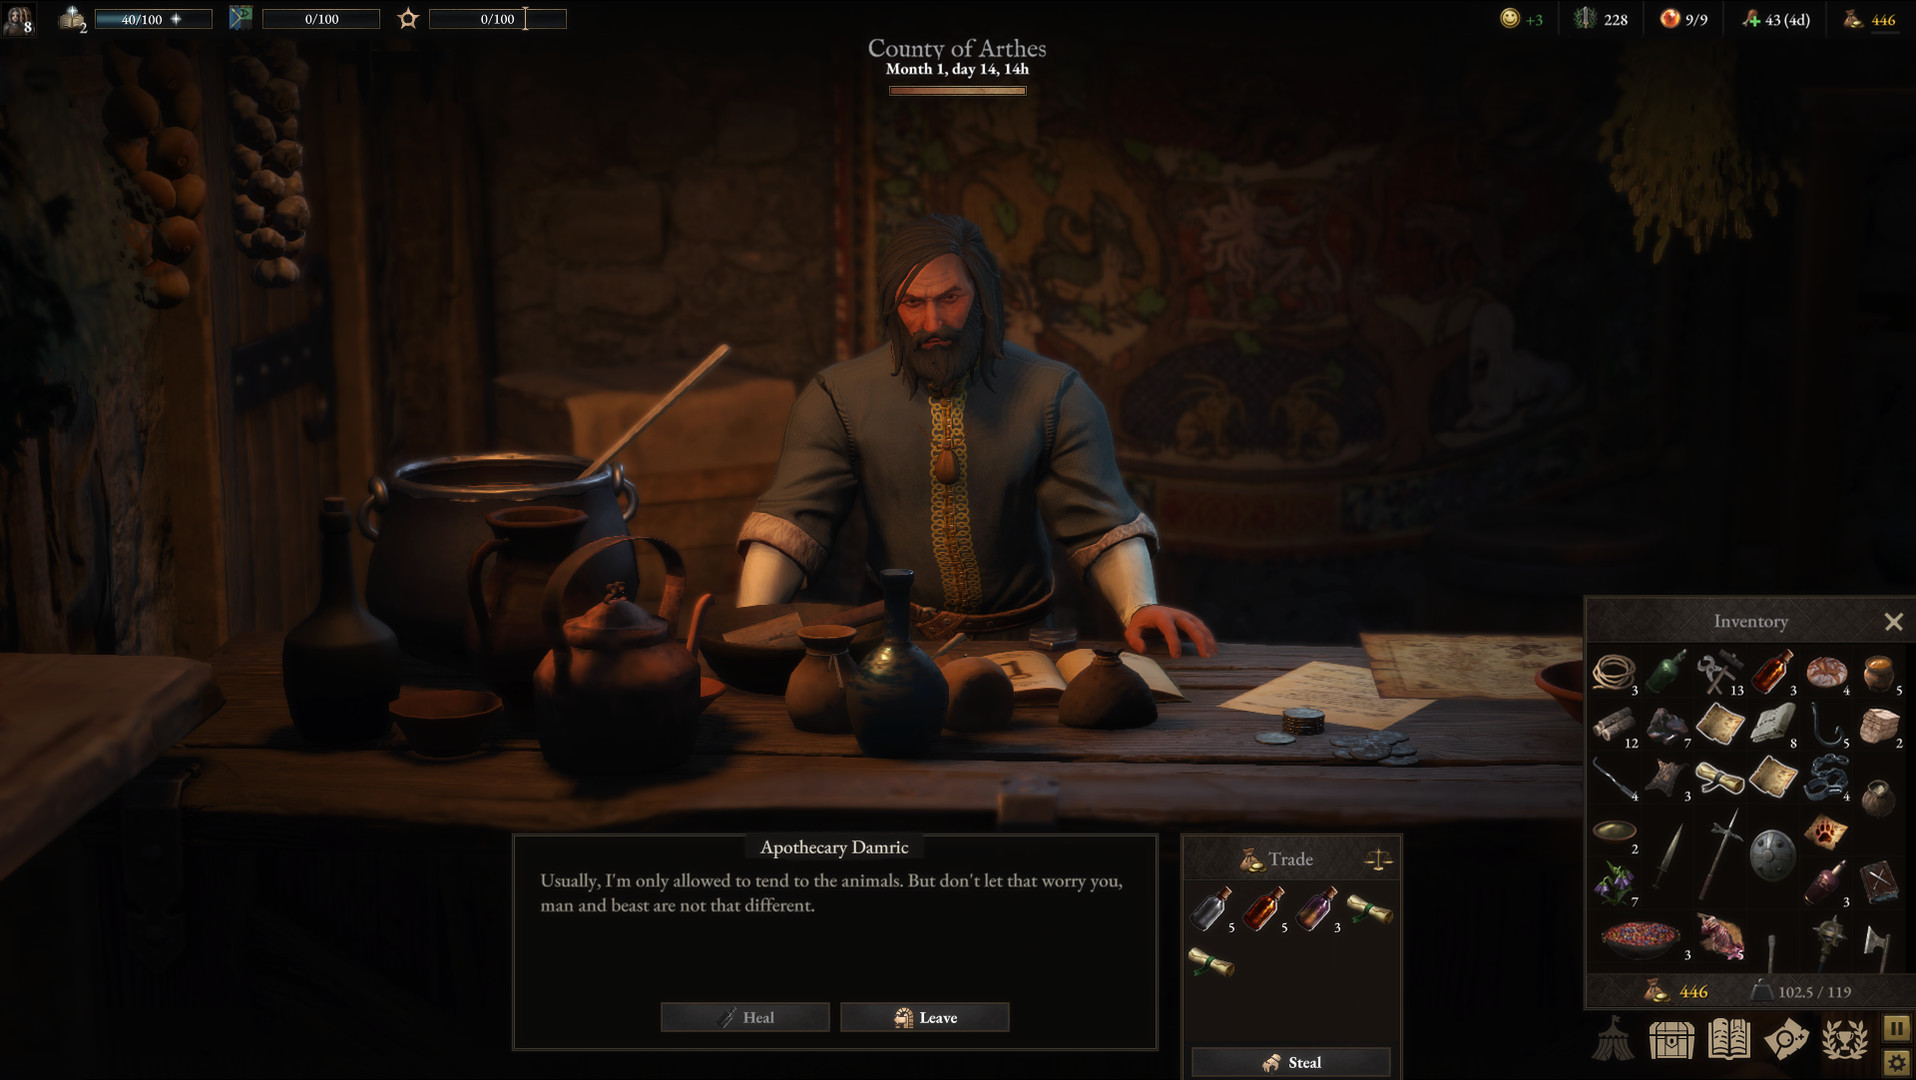 8
2
40/100
0/100
0/100
+3
228
9/9
43 (4d)
446
County of Arthes
Month 1, day 14, 14h
Inventory
3
13
3
4
5
12
7
8
5
2
4
3
4
2
7
3
3
5
446
102.5 / 119
Apothecary Damric
Usually, I'm only allowed to tend to the animals. But don't let that worry you,
man and beast are not that different.
Heal
Leave
Trade
5
5
3
Steal